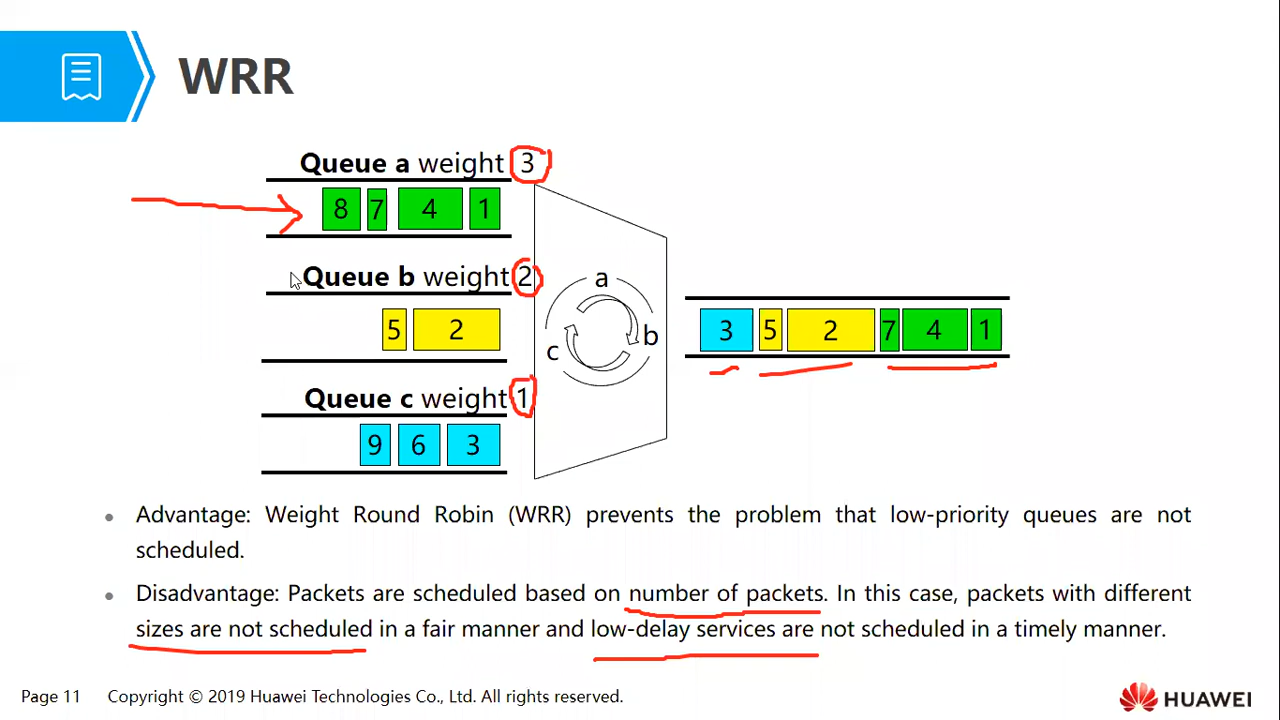 WRR
Queue a weight 3
8 7 4 1
Queue b weight 2
5 2
Queue c weight 1
9 6 3
a
b
c
3 5 2 7 4 1
• Advantage: Weight Round Robin (WRR) prevents the problem that low-priority queues are not
scheduled.
• Disadvantage: Packets are scheduled based on number of packets. In this case, packets with different
sizes are not scheduled in a fair manner and low-delay services are not scheduled in a timely manner.
Page 11 Copyright © 2019 Huawei Technologies Co., Ltd. All rights reserved.
HUAWEI